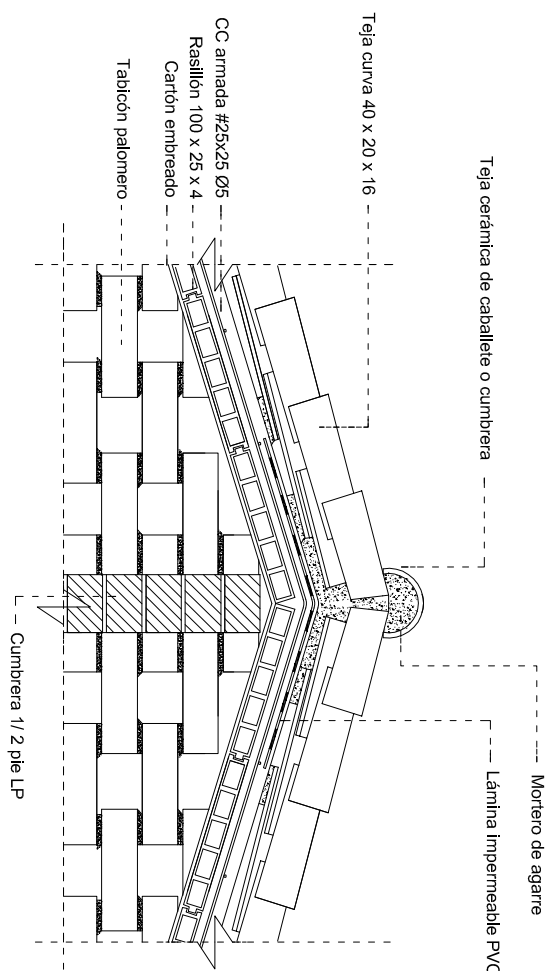 Teja cerámica de caballete o cumbrera
Mortero de agarre
Lámina impermeable PVC
Teja curva 40 x 20 x 16
CC armada #25x25 Ø5
Rasillón 100 x 25 x 4
Cartón embreado
Tabicón palomero
Cumbrera 1/ 2 pie LP